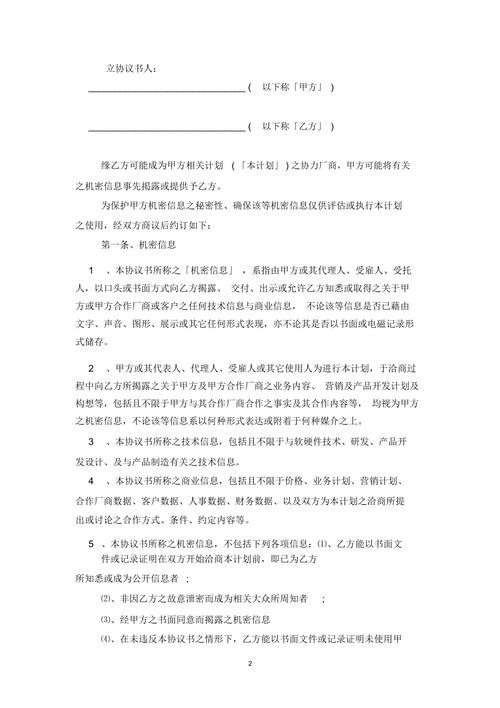 立协议书人：
____________________________ (　以下称「甲方」 )
____________________________ (　以下称「乙方」 )
缘乙方可能成为甲方相关计划 (「本计划」 ) 之协力厂商，甲方可能将有关
之机密信息事先揭露或提供予乙方。
为保护甲方机密信息之秘密性、确保该等机密信息仅供评估或执行本计划
之使用，经双方商议后约订如下：
第一条、机密信息
1 、本协议书所称之「机密信息」 ，系指由甲方或其代理人、受雇人、受托
人，以口头或书面方式向乙方揭露、 交付、出示或允许乙方知悉或取得之关于甲
方或甲方合作厂商或客户之任何技术信息与商业信息， 不论该等信息是否已藉由
文字、声音、图形、展示或其它任何形式表现，亦不论其是否以书面或电磁记录形
式储存。
2 、甲方或其代表人、代理人、受雇人或其它使用人为进行本计划，于洽商过
程中向乙方所揭露之关于甲方及甲方合作厂商之业务内容、 营销及产品开发计划及
构想等，包括且不限于甲方与其合作厂商合作之事实及其合作内容等， 均视为甲方
之机密信息，不论该等信息系以何种形式表达或附着于何种媒介之上。
3 、本协议书所称之技术信息，包括且不限于与软硬件技术、研发、产品开
发设计、及与产品制造有关之技术信息。
4 、本协议书所称之商业信息，包括且不限于价格、业务计划、营销计划、
合作厂商数据、客户数据、人事数据、财务数据、以及双方为本计划之洽商所提
出或讨论之合作方式、条件、约定内容等。
5 、本协议书所称之机密信息，不包括下列各项信息：⑴、乙方能以书面文
件或记录证明在双方开始洽商本计划前，即已为乙方
所知悉或成为公开信息者 ;
⑵、非因乙方之故意泄密而成为相关大众所周知者 ;
⑶、经甲方之书面同意而揭露之机密信息
⑷、在未违反本协议书之情形下，乙方能以书面文件或记录证明未使用甲
2